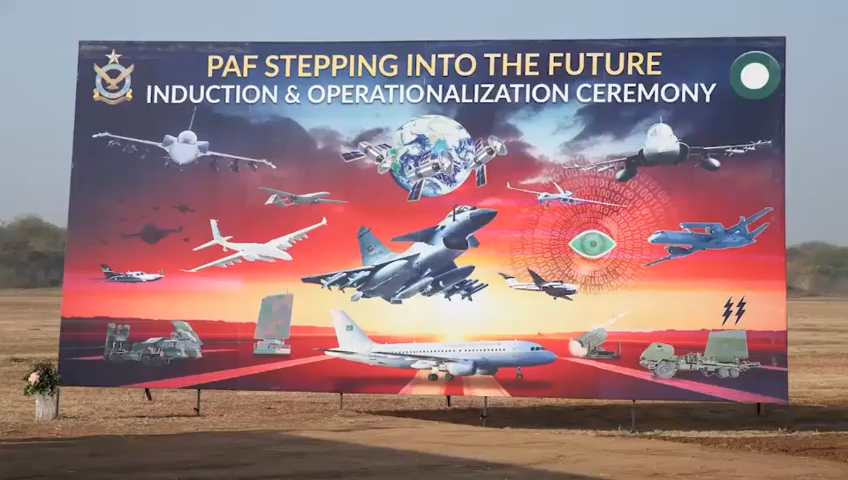 PAF STEPPING INTO THE FUTURE
INDUCTION & OPERATIONALIZATION CEREMONY